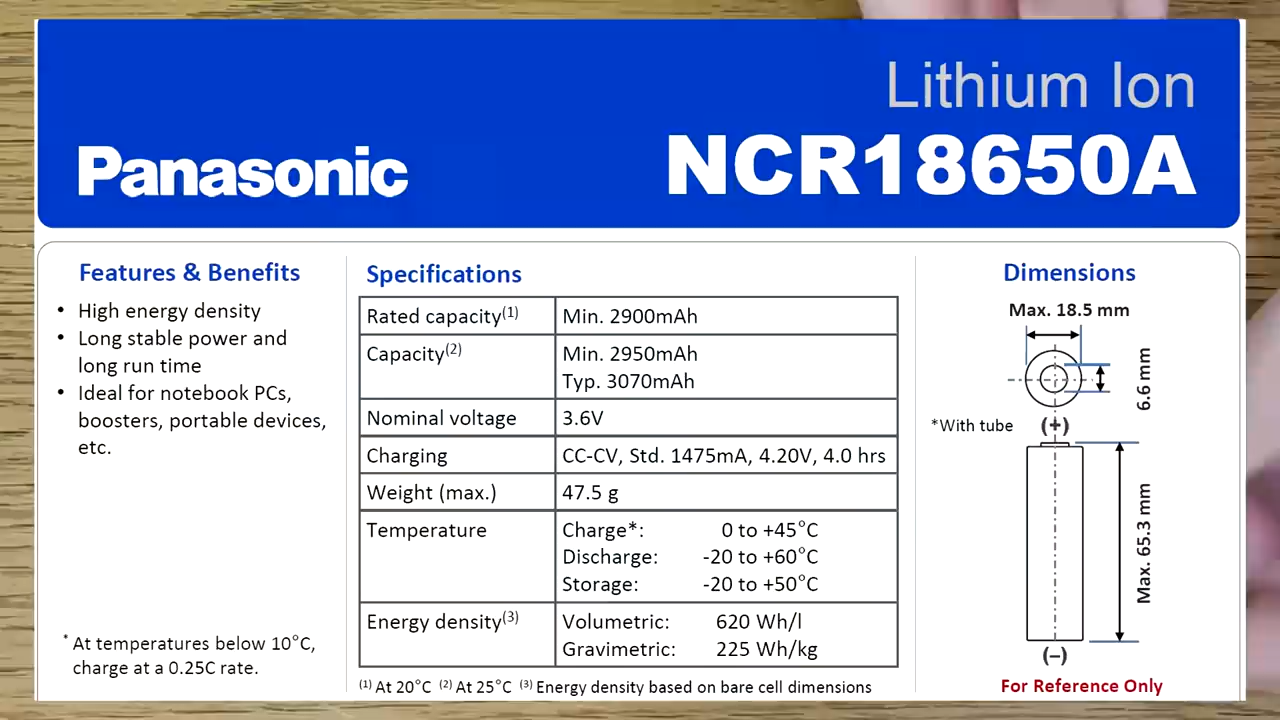 Lithium Ion
Panasonic
NCR18650A
Features & Benefits
• High energy density
• Long stable power and
long run time
• Ideal for notebook PCs,
boosters, portable devices,
etc.
* At temperatures below 10°C,
charge at a 0.25C rate.
Specifications
Rated capacity(1) Min. 2900mAh
Capacity(2) Min. 2950mAh
Typ. 3070mAh
Nominal voltage 3.6V
Charging CC-CV, Std. 1475mA, 4.20V, 4.0 hrs
Weight (max.) 47.5 g
Temperature Charge*: 0 to +45°C
Discharge: -20 to +60°C
Storage: -20 to +50°C
Energy density(3) Volumetric: 620 Wh/l
Gravimetric: 225 Wh/kg
(1) At 20°C (2) At 25°C (3) Energy density based on bare cell dimensions
Dimensions
Max. 18.5 mm
6.6 mm
*With tube
(+)
Max. 65.3 mm
(–)
For Reference Only